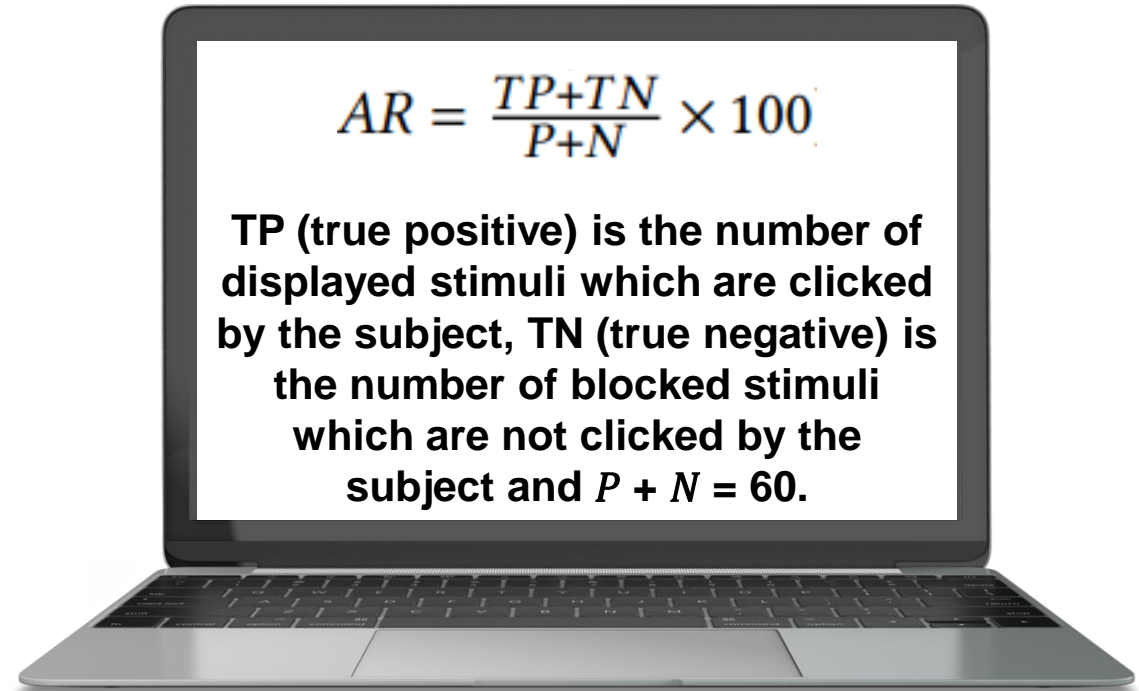 AR = TP+TN / P+N × 100
TP (true positive) is the number of
displayed stimuli which are clicked
by the subject, TN (true negative) is
the number of blocked stimuli
which are not clicked by the
subject and P + N = 60.